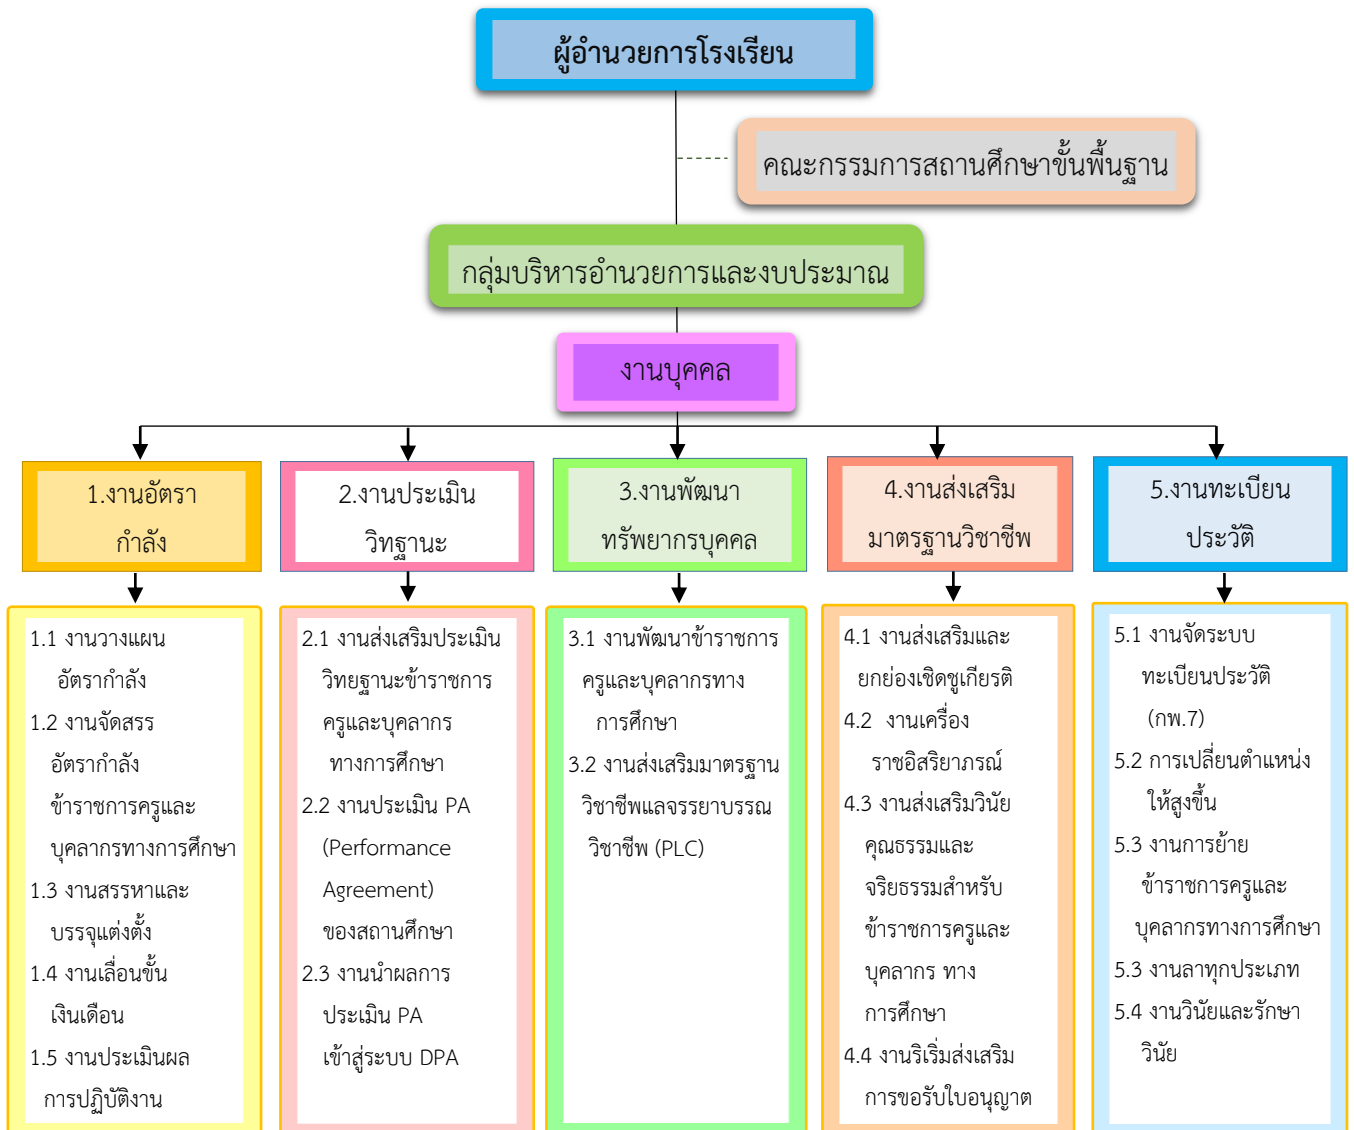 ผู้อำนวยการโรงเรียน
คณะกรรมการสถานศึกษาขั้นพื้นฐาน
กลุ่มบริหารอำนวยการและงบประมาณ
งานบุคคล
1.งานอัตรา
กำลัง
2.งานประเมิน
วิทฐานะ
3.งานพัฒนา
ทรัพยากรบุคคล
4.งานส่งเสริม
มาตรฐานวิชาชีพ
5.งานทะเบียน
ประวัติ
1.1 งานวางแผน
อัตรากำลัง
1.2 งานจัดสรร
อัตรากำลัง
ข้าราชการครูและ
บุคลากรทางการศึกษา
1.3 งานสรรหาและ
บรรจุแต่งตั้ง
1.4 งานเลื่อนขั้น
เงินเดือน
1.5 งานประเมินผล
การปฏิบัติงาน
2.1 งานส่งเสริมประเมิน
วิทยฐานะข้าราชการ
ครูและบุคลากร
ทางการศึกษา
2.2 งานประเมิน PA
(Performance
Agreement)
ของสถานศึกษา
2.3 งานนำผลการ
ประเมิน PA
เข้าสู่ระบบ DPA
3.1 งานพัฒนาข้าราชการ
ครูและบุคลากรทาง
การศึกษา
3.2 งานส่งเสริมมาตรฐาน
วิชาชีพแลจรรยาบรรณ
วิชาชีพ (PLC)
4.1 งานส่งเสริมและ
ยกย่องเชิดชูเกียรติ
4.2 งานเครื่อง
ราชอิสริยาภรณ์
4.3 งานส่งเสริมวินัย
คุณธรรมและ
จริยธรรมสำหรับ
ข้าราชการครูและ
บุคลากร ทาง
การศึกษา
4.4 งานริเริ่มส่งเสริม
การขอรับใบอนุญาต
5.1 งานจัดระบบ
ทะเบียนประวัติ
(กพ.7)
5.2 การเปลี่ยนตำแหน่ง
ให้สูงขึ้น
5.3 งานการย้าย
ข้าราชการครูและ
บุคลากรทางการศึกษา
5.3 งานลาทุกประเภท
5.4 งานวินัยและรักษา
วินัย